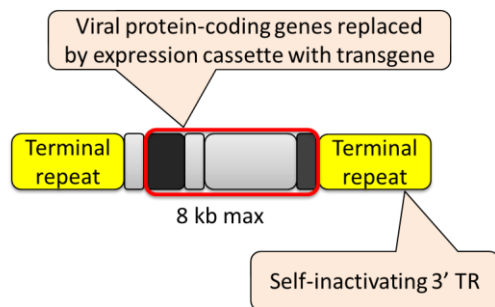 Viral protein-coding genes replaced
by expression cassette with transgene
Terminal
repeat
Terminal
repeat
8 kb max
Self-inactivating 3' TR